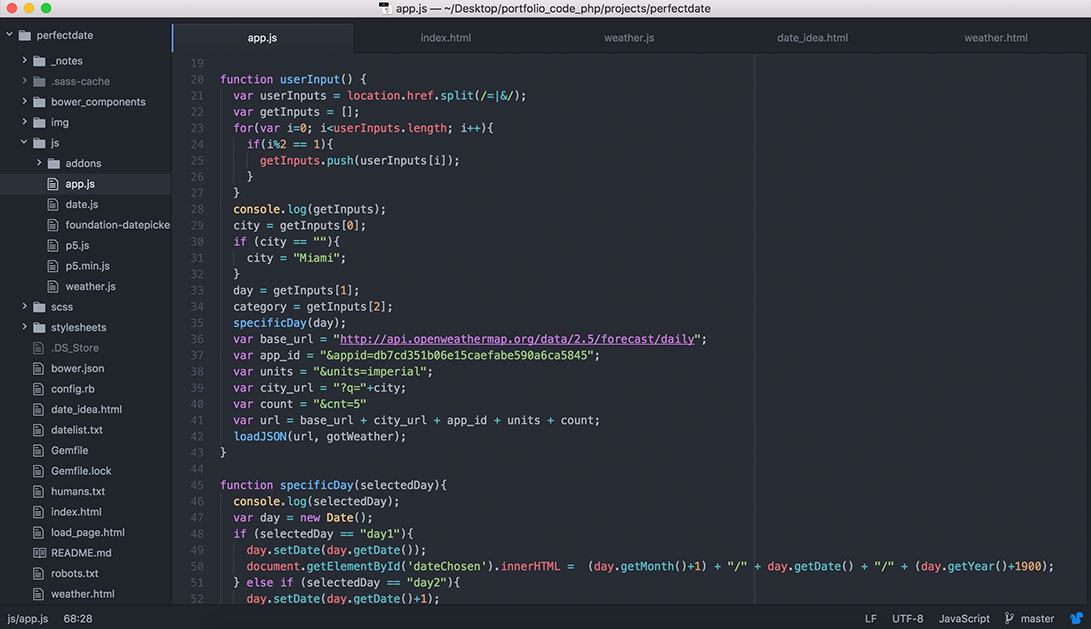 app.js — ~/Desktop/portfolio_code_php/projects/perfectdate
perfectdate
_notes
.sass-cache
bower_components
img
js
addons
app.js
date.js
foundation-datepicke
p5.js
p5.min.js
weather.js
scss
stylesheets
.DS_Store
bower.json
config.rb
date_idea.html
datelist.txt
Gemfile
Gemfile.lock
humans.txt
index.html
load_page.html
README.md
robots.txt
weather.html
app.js index.html weather.js date_idea.html weather.html
19
20 function userInput() {
21 var userInputs = location.href.split(/=|&/);
22 var getInputs = [];
23 for(var i=0; i<userInputs.length; i++){
24 if(i%2 == 1){
25 getInputs.push(userInputs[i]);
26 }
27 }
28 console.log(getInputs);
29 city = getInputs[0];
30 if (city == ""){
31 city = "Miami";
32 }
33 day = getInputs[1];
34 category = getInputs[2];
35 specificDay(day);
36 var base_url = "http://api.openweathermap.org/data/2.5/forecast/daily";
37 var app_id = "&appid=db7cd351b06e15caefabe590a6ca5845";
38 var units = "&units=imperial";
39 var city_url = "?q="+city;
40 var count = "&cnt=5"
41 var url = base_url + city_url + app_id + units + count;
42 loadJSON(url, gotWeather);
43 }
44
45 function specificDay(selectedDay){
46 console.log(selectedDay);
47 var day = new Date();
48 if (selectedDay == "day1"){
49 day.setDate(day.getDate());
50 document.getElementById('dateChosen').innerHTML = (day.getMonth()+1) + "/" + day.getDate() + "/" + (day.getYear()+1900);
51 } else if (selectedDay == "day2"){
52 day.setDate(day.getDate()+1);
js/app.js 68:28 LF UTF-8 JavaScript master